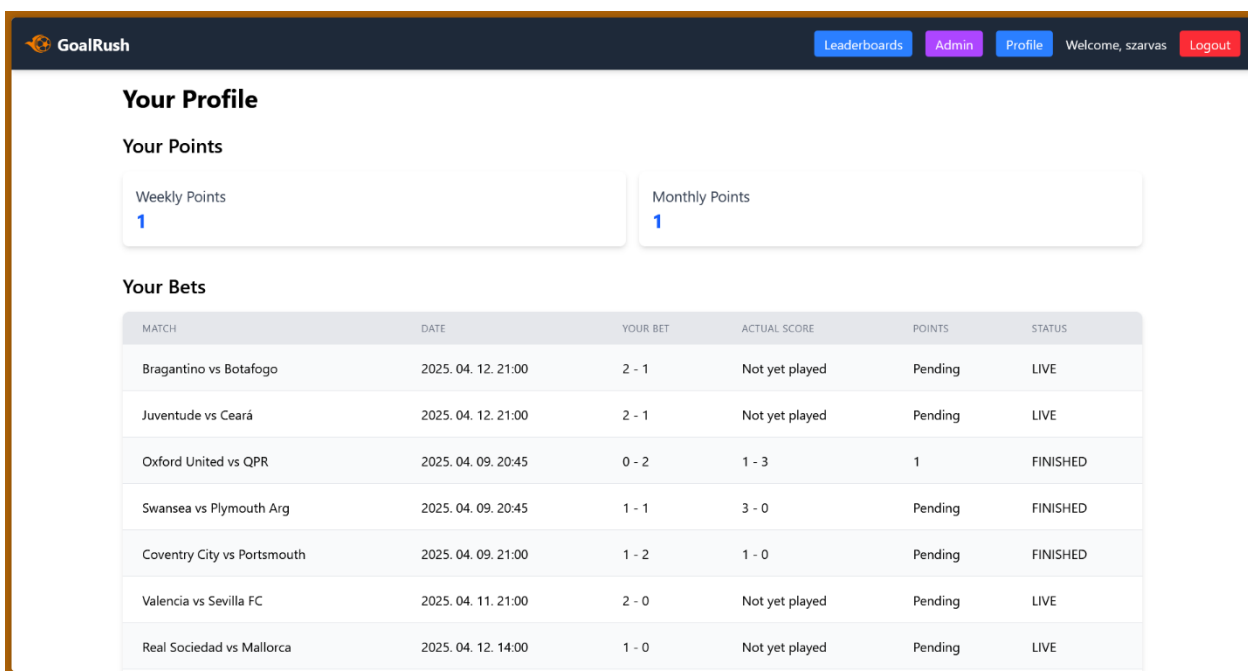 GoalRush Leaderboards Admin Profile Welcome, szarvas Logout
Your Profile
Your Points
Weekly Points Monthly Points
1 1
Your Bets
MATCH DATE YOUR BET ACTUAL SCORE POINTS STATUS
Bragantino vs Botafogo 2025. 04. 12. 21:00 2 - 1 Not yet played Pending LIVE
Juventude vs Ceará 2025. 04. 12. 21:00 2 - 1 Not yet played Pending LIVE
Oxford United vs QPR 2025. 04. 09. 20:45 0 - 2 1 - 3 1 FINISHED
Swansea vs Plymouth Arg 2025. 04. 09. 20:45 1 - 1 3 - 0 Pending FINISHED
Coventry City vs Portsmouth 2025. 04. 09. 21:00 1 - 2 1 - 0 Pending FINISHED
Valencia vs Sevilla FC 2025. 04. 11. 21:00 2 - 0 Not yet played Pending LIVE
Real Sociedad vs Mallorca 2025. 04. 12. 14:00 1 - 0 Not yet played Pending LIVE